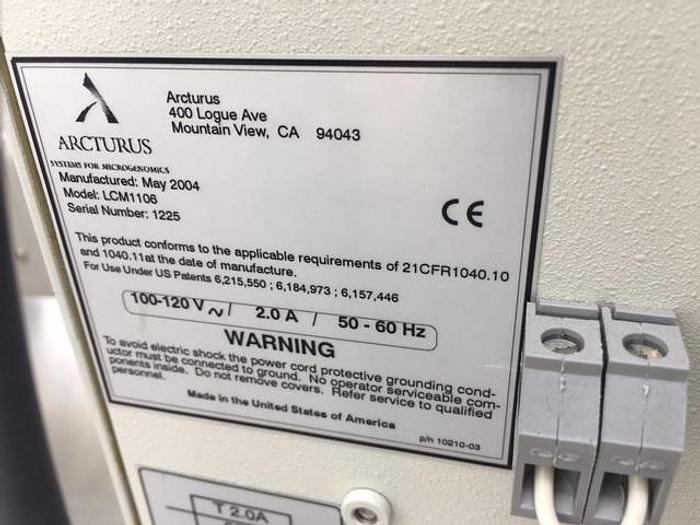 Arcturus
400 Logue Ave
Mountain View, CA 94043
ARCTURUS
SYSTEMS FOR MICROGENOMICS
Manufactured: May 2004
Model: LCM1106
Serial Number: 1225
CE
This product conforms to the applicable requirements of 21CFR1040.10
and 1040.11at the date of manufacture.
For Use Under US Patents 6,215,550 ; 6,184,973 ; 6,157,446
100-120 V ~ / 2.0 A / 50 - 60 Hz
WARNING
To avoid electric shock the power cord protective grounding cond-
uctor must be connected to ground. No operator serviceable com-
ponents inside. Do not remove covers. Refer service to qualified
personnel.
Made in the United States of America
p/n 10210-03
T 2.0A